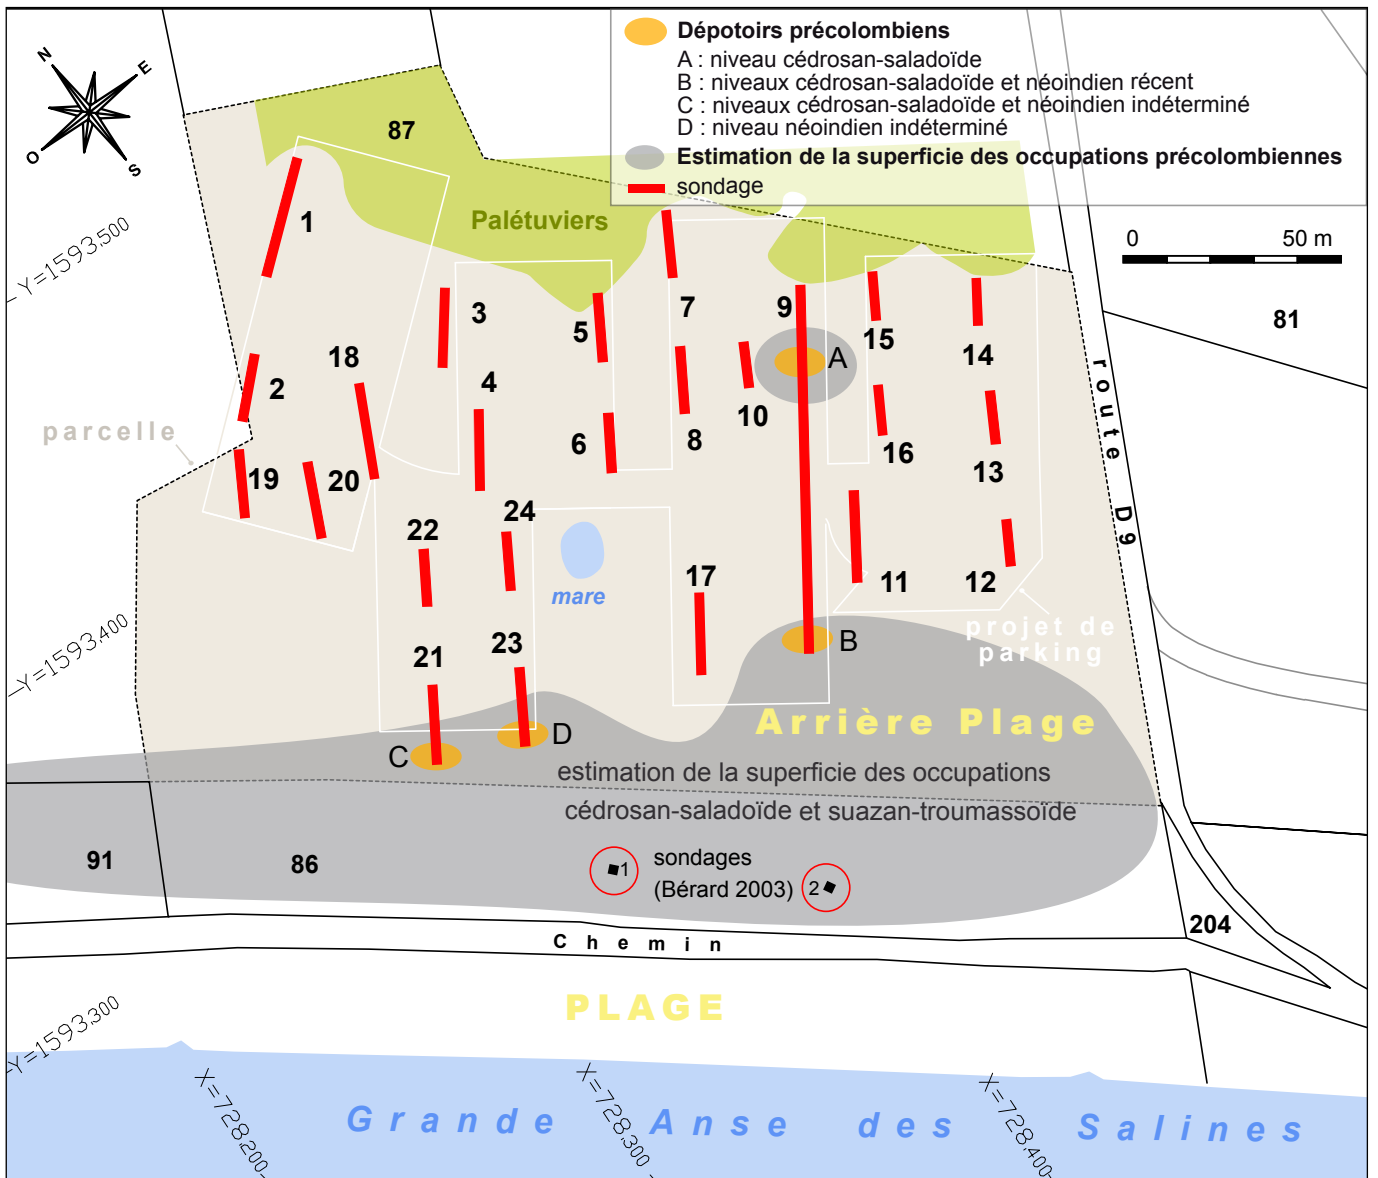 Dépotoirs précolombiens
A : niveau cédrosan-saladoïde
B : niveaux cédrosan-saladoïde et néoindien récent
C : niveaux cédrosan-saladoïde et néoindien indéterminé
D : niveau néoindien indéterminé
Estimation de la superficie des occupations précolombiennes
sondage
N
E
O
S
87
Palétuviers
0 50 m
Y=1593,500
1
3
5
7
9
15
14
81
18
2
4
6
8
10
A
16
13
parcelle
19
20
22
24
mare
17
11
12
route D9
projet de
parking
Y=1593,400
21
23
B
C
D
Arrière Plage
estimation de la superficie des occupations
cédrosan-saladoïde et suazan-troumassoïde
91
86
1
sondages
(Bérard 2003)
2
204
Chemin
PLAGE
Y=1593,300
X=728,200
X=728,300
X=728,400
Grande Anse des Salines